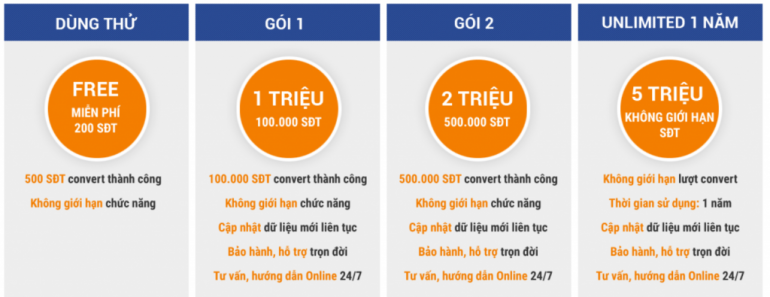 DÙNG THỬ
FREE
MIỄN PHÍ
200 SĐT
500 SĐT convert thành công
Không giới hạn chức năng
GÓI 1
1 TRIỆU
100.000 SĐT
100.000 SĐT convert thành công
Không giới hạn chức năng
Cập nhật dữ liệu mới liên tục
Bảo hành, hỗ trợ trọn đời
Tư vấn, hướng dẫn Online 24/7
GÓI 2
2 TRIỆU
500.000 SĐT
500.000 SĐT convert thành công
Không giới hạn chức năng
Cập nhật dữ liệu mới liên tục
Bảo hành, hỗ trợ trọn đời
Tư vấn, hướng dẫn Online 24/7
UNLIMITED 1 NĂM
5 TRIỆU
KHÔNG GIỚI HẠN
SĐT
Không giới hạn lượt convert
Thời gian sử dụng: 1 năm
Cập nhật dữ liệu mới liên tục
Bảo hành, hỗ trợ trọn đời
Tư vấn, hướng dẫn Online 24/7